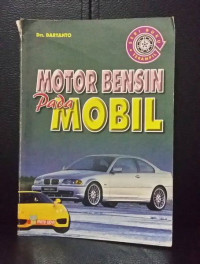 Drs. DARYANTO
MOTOR BENSIN
Pada
MOBIL